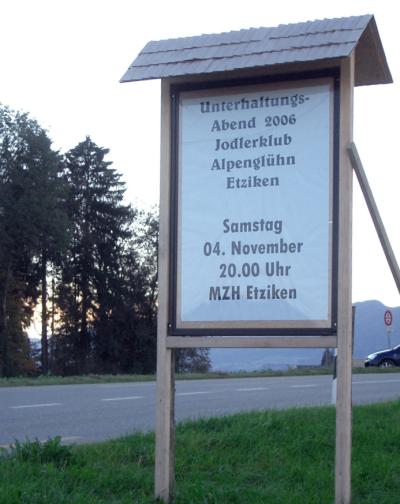 Unterhaltungs-
Abend 2006
Jodlerklub
Alpenglühn
Etziken
Samstag
04. November
20.00 Uhr
MZH Etziken